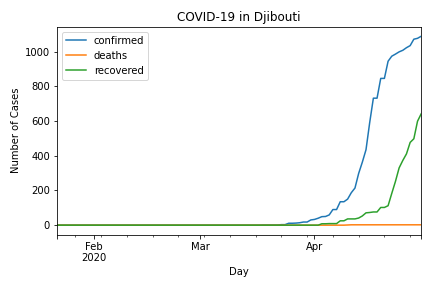 COVID-19 in Djibouti
confirmed
deaths
recovered
Number of Cases
1000
800
600
400
200
0
Feb
2020
Mar
Apr
Day